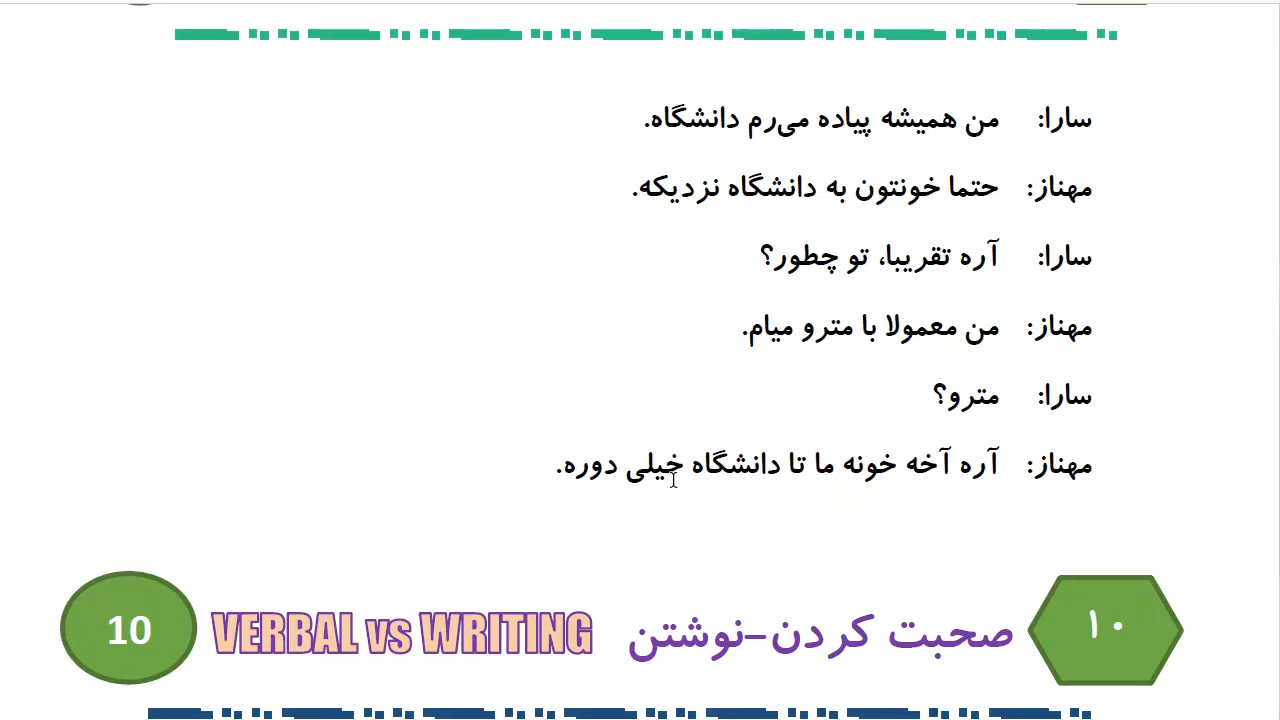 سارا: من همیشه پیاده می‌رم دانشگاه.
مهناز: حتما خونتون به دانشگاه نزدیکه.
سارا: آره تقریبا، تو چطور؟
مهناز: من معمولا با مترو میام.
سارا: مترو؟
مهناز: آره آخه خونه ما تا دانشگاه خیلی دوره.
۱۰ صحبت کردن-نوشتن VERBAL vs WRITING 10